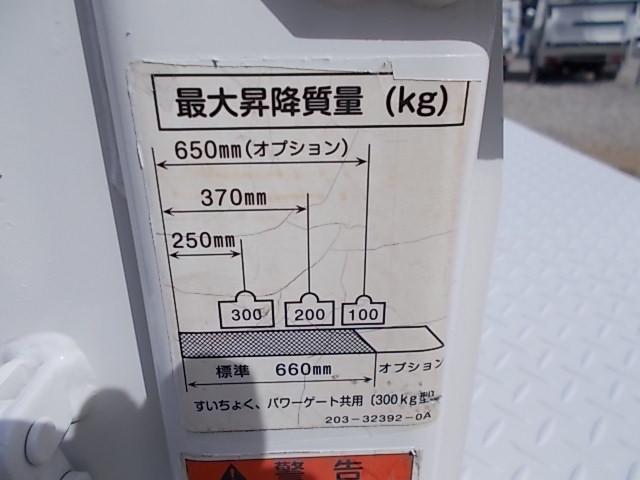 最大昇降質量 (kg)
650mm(オプション)
370mm
250mm
300 200 100
標準 660mm オプション
すいちょく、パワーゲート共用〔300kg型〕
203-32392-0A
警告